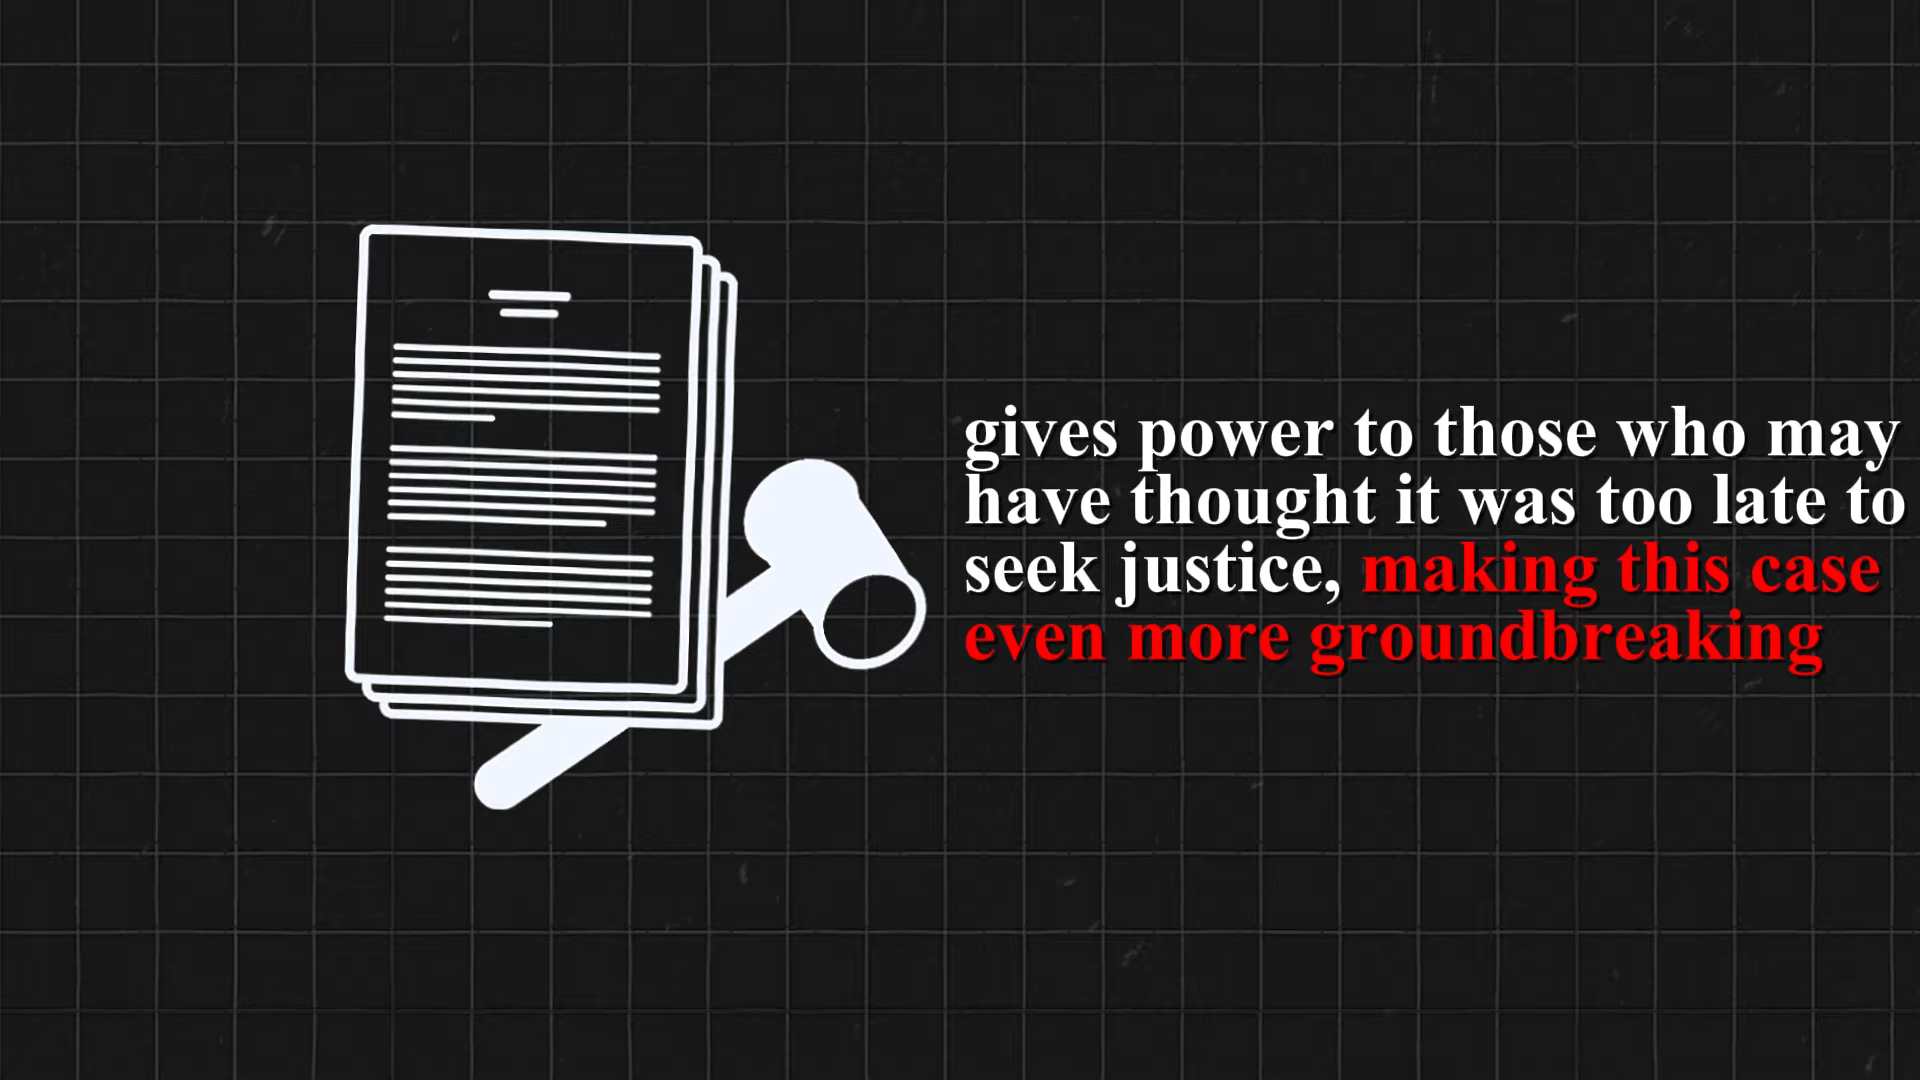 gives power to those who may
have thought it was too late to
seek justice, making this case
even more groundbreaking